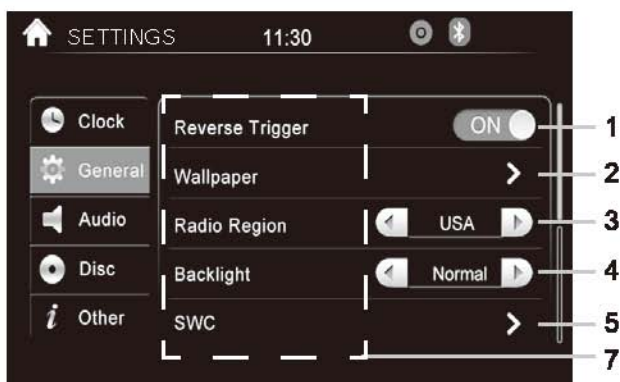 SETTINGS 11:30
Clock
General
Audio
Disc
Other
Reverse Trigger ON 1
Wallpaper 2
Radio Region USA 3
Backlight Normal 4
SWC 5
7